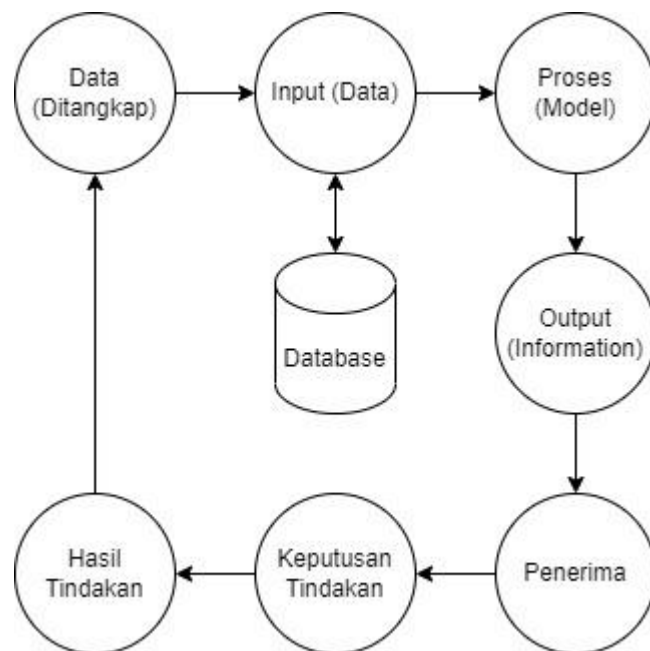 Data
(Ditangkap)
Input (Data)
Proses
(Model)
Database
Output
(Information)
Hasil
Tindakan
Keputusan
Tindakan
Penerima